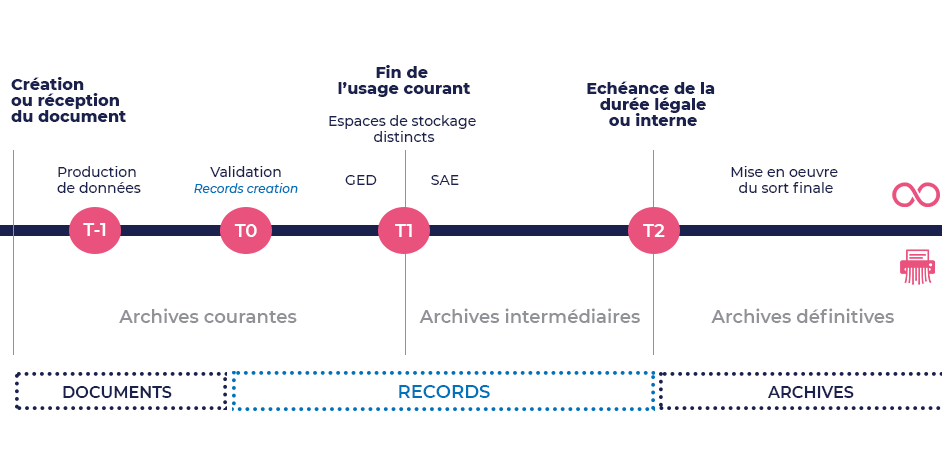 Création
ou réception
du document
Fin de
l’usage courant
Echéance de la
durée légale
ou interne
Espaces de stockage
distincts
Production
de données
Validation
Records creation
GED
SAE
Mise en oeuvre
du sort finale
T-1
T0
T1
T2
Archives courantes
Archives intermédiaires
Archives définitives
DOCUMENTS
RECORDS
ARCHIVES